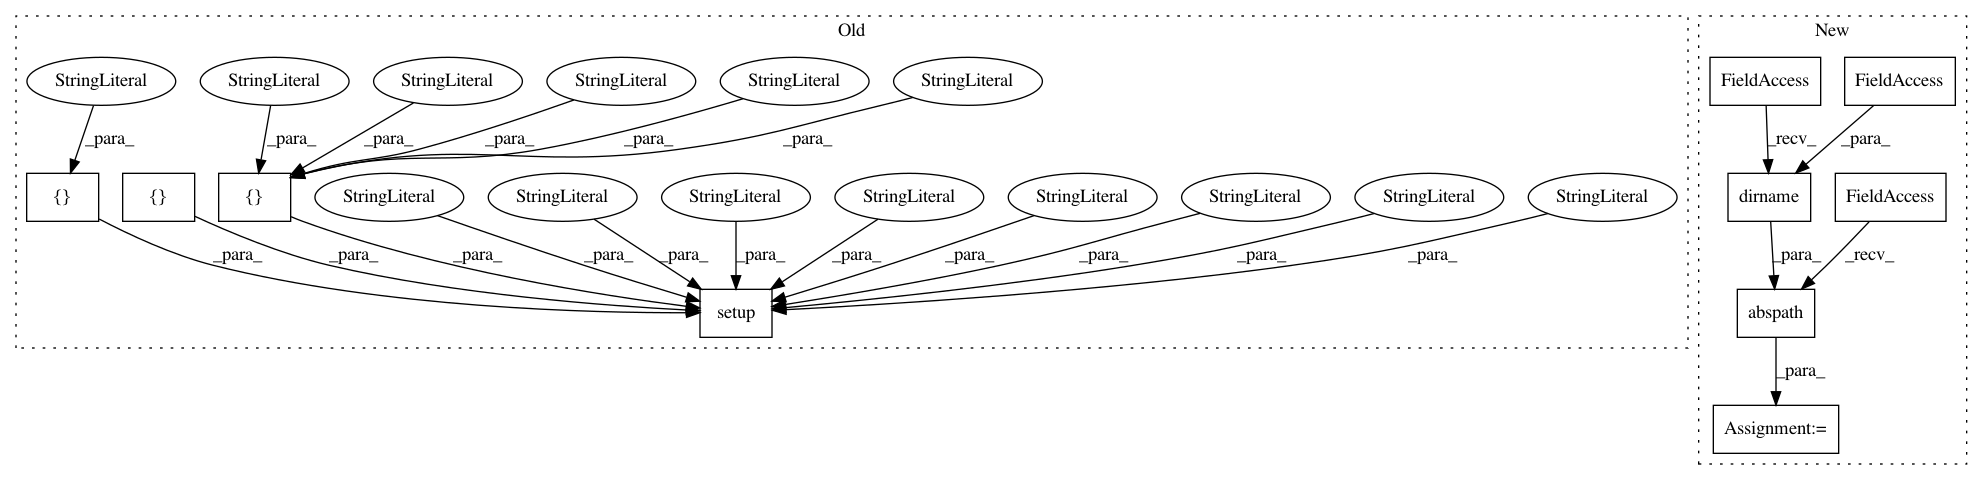 Old
New
StringLiteral StringLiteral StringLiteral StringLiteral StringLiteral StringLiteral FieldAccess FieldAccess
_para_ _para_ _para_ _para_ _para_ _para_ _recv_ _para_
{} {} {} StringLiteral StringLiteral StringLiteral StringLiteral StringLiteral StringLiteral StringLiteral StringLiteral dirname FieldAccess
_para_ _para_ _para_ _para_ _para_ _para_ _para_ _para_ _para_ _para_ _para_ _para_ _recv_
setup abspath
_para_
Assignment:=